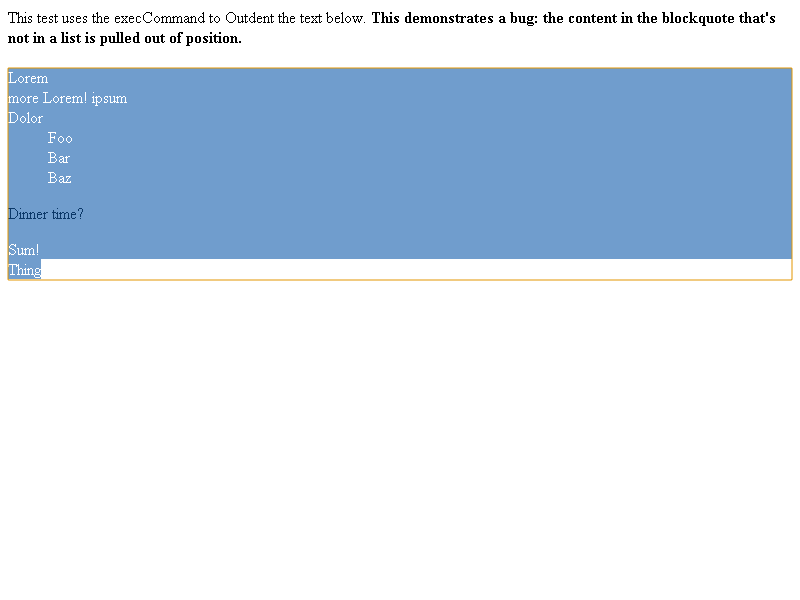 This test uses the execCommand to Outdent the text below. This demonstrates a bug: the content in the blockquote that's
not in a list is pulled out of position.
Lorem
more Lorem! ipsum
Dolor
Foo
Bar
Baz
Dinner time?
Sum!
Thing